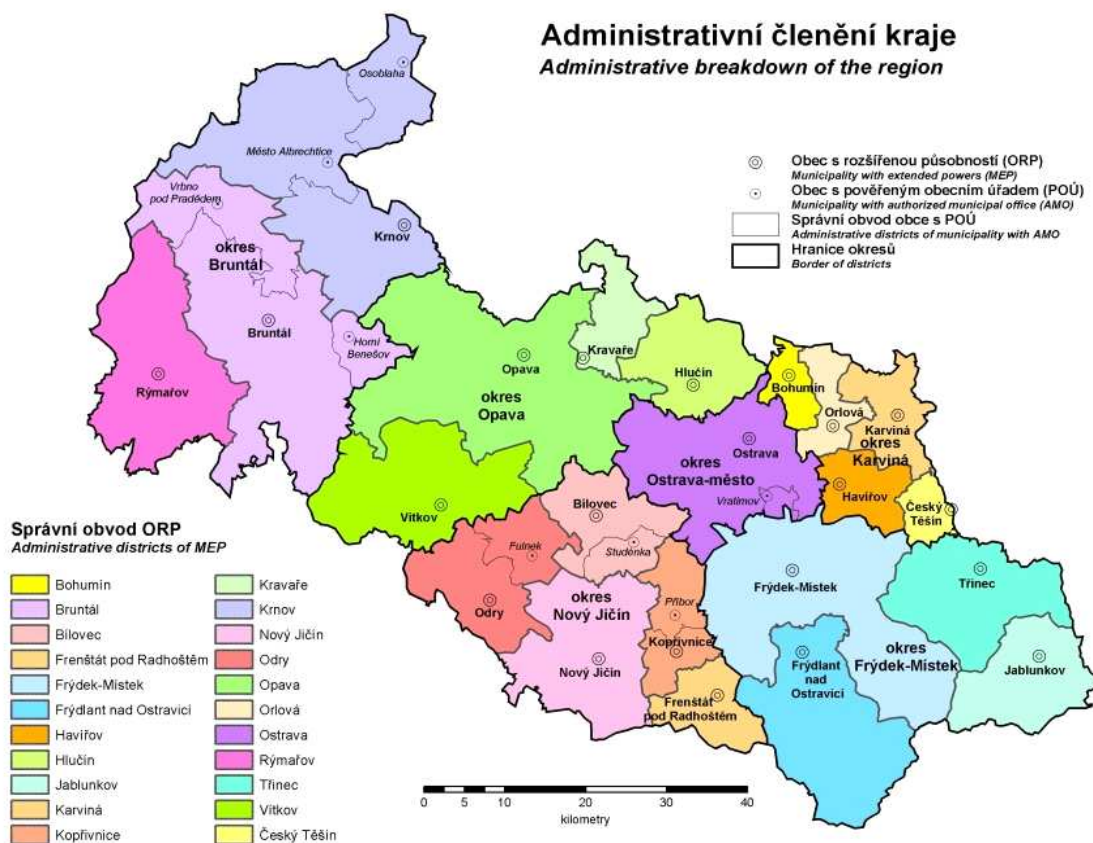 Administrativní členění kraje
Administrative breakdown of the region
Obec s rozšířenou působností (ORP)
Municipality with extended powers (MEP)
Obec s pověřeným obecním úřadem (POÚ)
Municipality with authorized municipal office (AMO)
Správní obvod obce s POÚ
Administrative districts of municipality with AMO
Hranice okresů
Border of districts
Osoblaha
Město Albrechtice
Vrbno
pod Pradědem
Krnov
okres
Bruntál
Bruntál
Horní
Benešov
Rýmařov
Opava
Kravaře
Hlučín
okres
Opava
Bohumín
Orlová
Karviná
okres
Karviná
Ostrava
okres
Ostrava-město
Vratimov
Havířov
Český
Těšín
Vítkov
Bílovec
Studénka
Fulnek
Odry
okres
Nový Jičín
Příbor
Kopřivnice
Nový Jičín
Frenštát
pod Radhoštěm
Frýdek-Místek
Třinec
Frýdlant
nad
Ostravicí
okres
Frýdek-Místek
Jablunkov
Správní obvod ORP
Administrative districts of MEP
Bohumín
Bruntál
Bílovec
Frenštát pod Radhoštěm
Frýdek-Místek
Frýdlant nad Ostravicí
Havířov
Hlučín
Jablunkov
Karviná
Kopřivnice
Kravaře
Krnov
Nový Jičín
Odry
Opava
Orlová
Ostrava
Rýmařov
Třinec
Vítkov
Český Těšín
0 5 10 20 30 40
kilometry